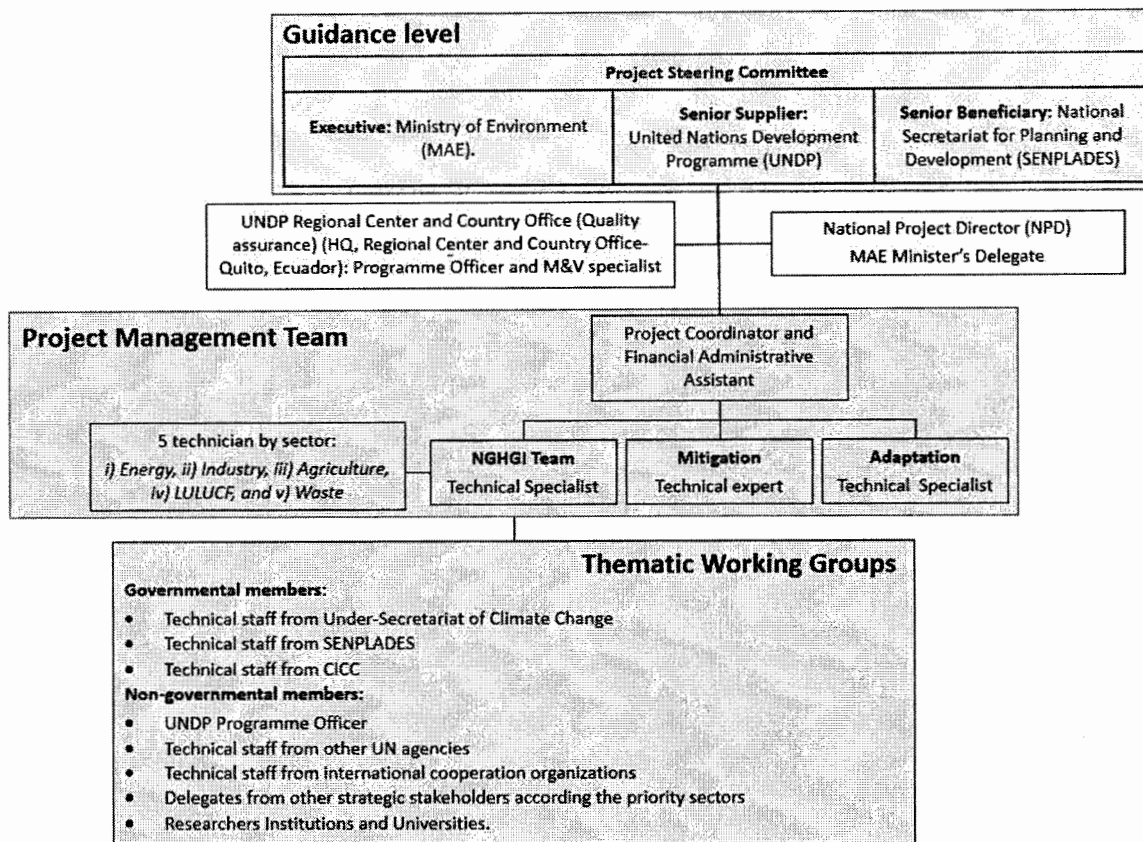 Guidance level
Project Steering Committee
Executive: Ministry of Environment
(MAE).
Senior Supplier:
United Nations Development
Programme (UNDP)
Senior Beneficiary: National
Secretariat for Planning and
Development (SENPLADES)
UNDP Regional Center and Country Office (Quality
assurance) (HQ, Regional Center and Country Office-
Quito, Ecuador): Programme Officer and M&V specialist
National Project Director (NPD)
MAE Minister's Delegate
Project Management Team
Project Coordinator and
Financial Administrative
Assistant
5 technician by sector:
i) Energy, ii) Industry, iii) Agriculture,
iv) LULUCF, and v) Waste
NGHGI Team
Technical Specialist
Mitigation
Technical expert
Adaptation
Technical Specialist
Thematic Working Groups
Governmental members:
• Technical staff from Under-Secretariat of Climate Change
• Technical staff from SENPLADES
• Technical staff from CICC
Non-governmental members:
• UNDP Programme Officer
• Technical staff from other UN agencies
• Technical staff from international cooperation organizations
• Delegates from other strategic stakeholders according the priority sectors
• Researchers Institutions and Universities.